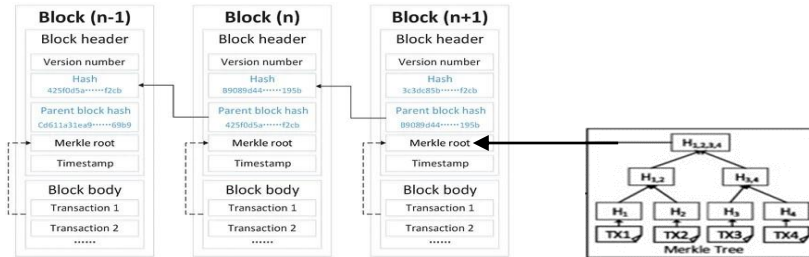 Block (n-1)
Block header
Version number
Hash
425f0d5a······f2cb
Parent block hash
Cd611a31ea9······69b9
Merkle root
Timestamp
Block body
Transaction 1
Transaction 2
······
Block (n)
Block header
Version number
Hash
89089d44······195b
Parent block hash
425f0d5a······f2cb
Merkle root
Timestamp
Block body
Transaction 1
Transaction 2
······
Block (n+1)
Block header
Version number
Hash
3c3dc85b······f2cb
Parent block hash
89089d44······195b
Merkle root
Timestamp
Block body
Transaction 1
Transaction 2
······
H1,2,3,4
H1,2 H3,4
H1 H2 H3 H4
TX1 TX2 TX3 TX4
Merkle Tree